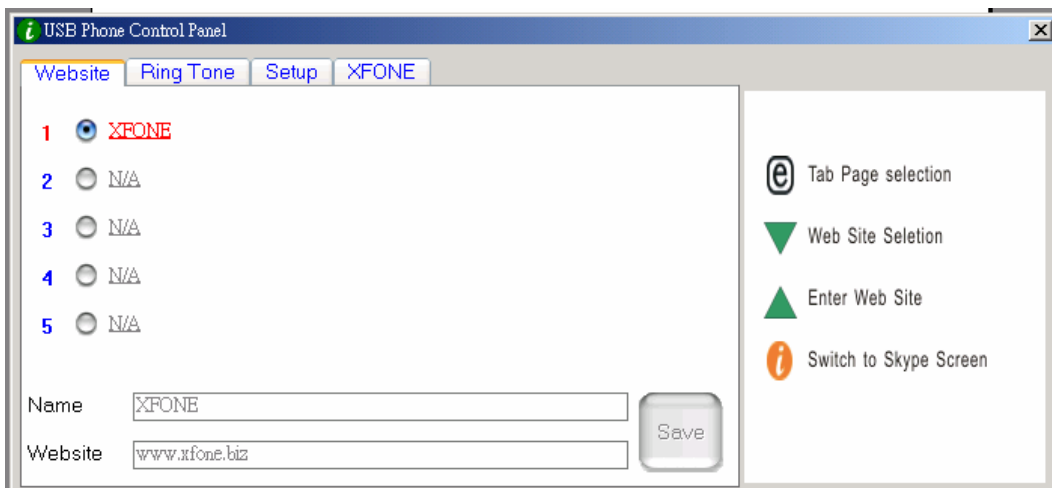 USB Phone Control Panel
Website Ring Tone Setup XFONE
1 XFONE
2 N/A
3 N/A
4 N/A
5 N/A
Name XFONE
Website www.xfone.biz
Save
Tab Page selection
Web Site Seletion
Enter Web Site
Switch to Skype Screen